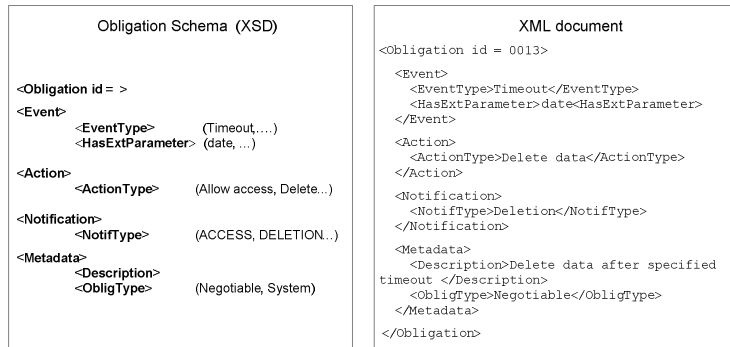 Obligation Schema (XSD)
<Obligation id = >
<Event>
<EventType> (Timeout,....)
<HasExtParameter> (date, ...)
<Action>
<ActionType> (Allow access, Delete...)
<Notification>
<NotifType> (ACCESS, DELETION...)
<Metadata>
<Description>
<ObligType> (Negotiable, System)
XML document
<Obligation id = 0013>
<Event>
<EventType>Timeout</EventType>
<HasExtParameter>date<HasExtParameter>
</Event>
<Action>
<ActionType>Delete data</ActionType>
</Action>
<Notification>
<NotifType>Deletion</NotifType>
</Notification>
<Metadata>
<Description>Delete data after specified
timeout </Description>
<ObligType>Negotiable</ObligType>
</Metadata>
</Obligation>